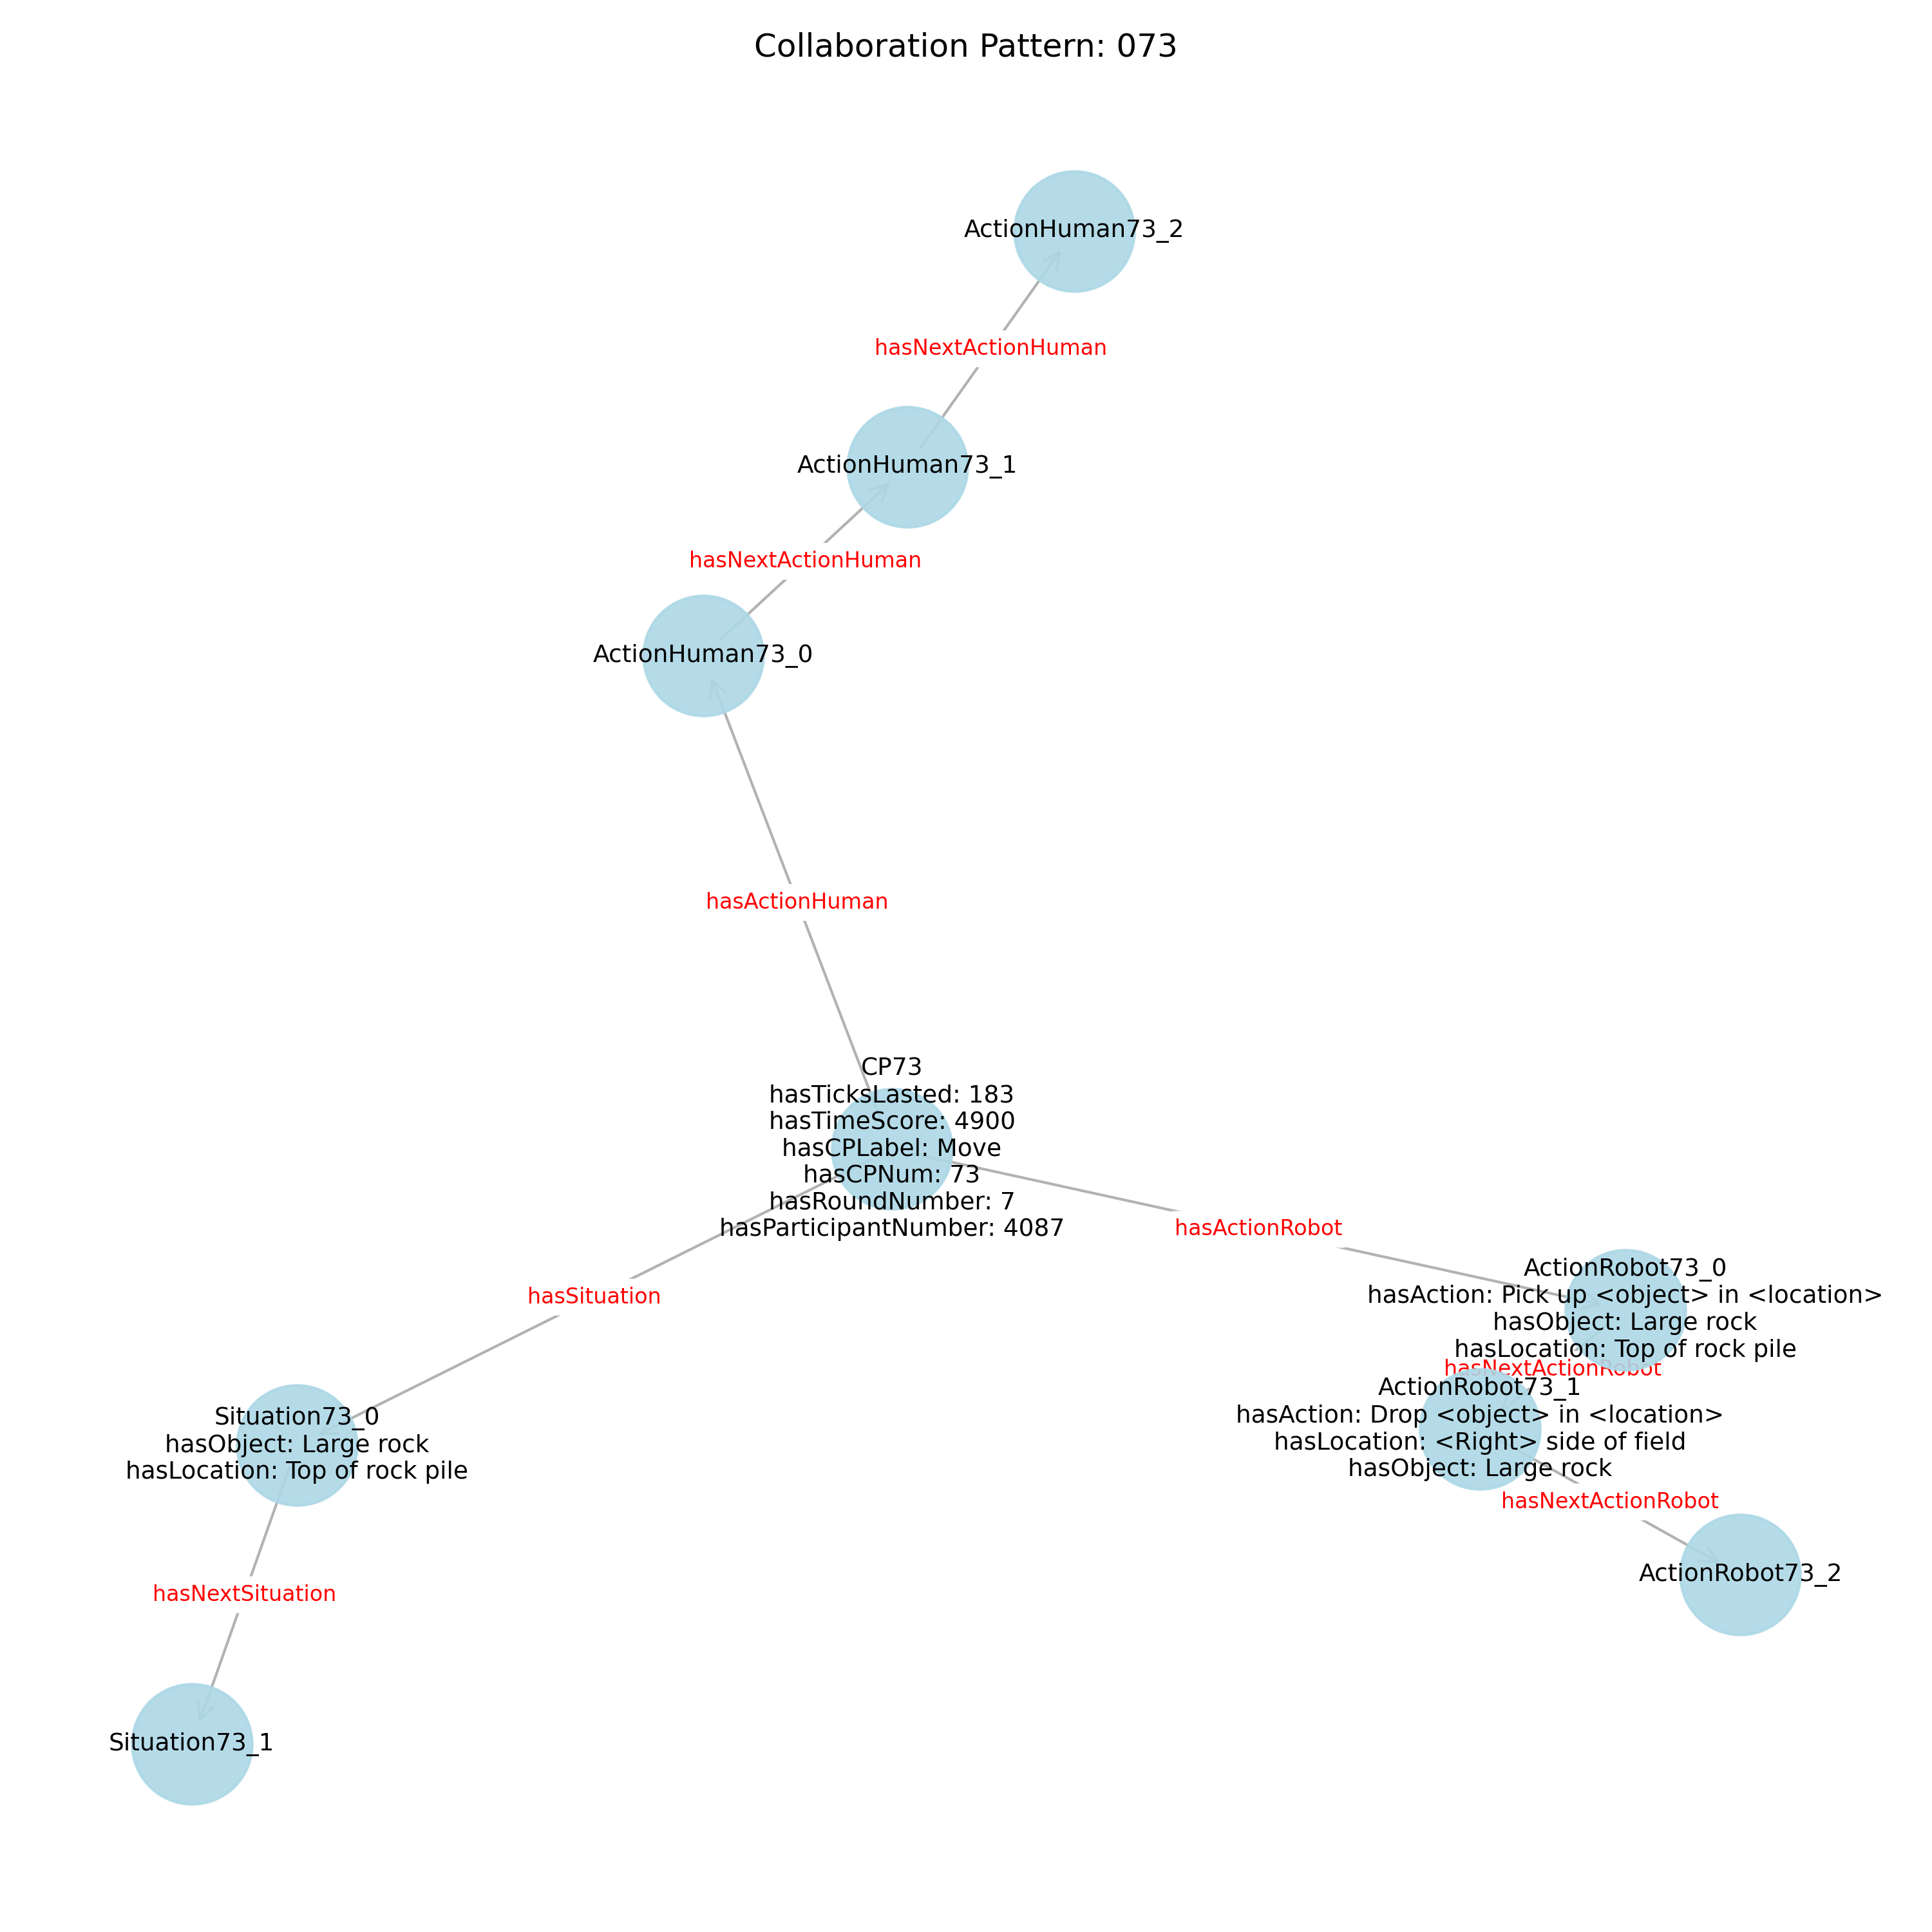 Collaboration Pattern: 073
ActionHuman73_2
hasNextActionHuman
ActionHuman73_1
hasNextActionHuman
ActionHuman73_0
hasActionHuman
CP73
hasTicksLasted: 183
hasTimeScore: 4900
hasCPLabel: Move
hasCPNum: 73
hasRoundNumber: 7
hasParticipantNumber: 4087
hasActionRobot
hasSituation
ActionRobot73_0
hasAction: Pick up <object> in <location>
hasObject: Large rock
hasLocation: Top of rock pile
hasNextActionRobot
ActionRobot73_1
hasAction: Drop <object> in <location>
hasLocation: <Right> side of field
hasObject: Large rock
hasNextActionRobot
ActionRobot73_2
Situation73_0
hasObject: Large rock
hasLocation: Top of rock pile
hasNextSituation
Situation73_1